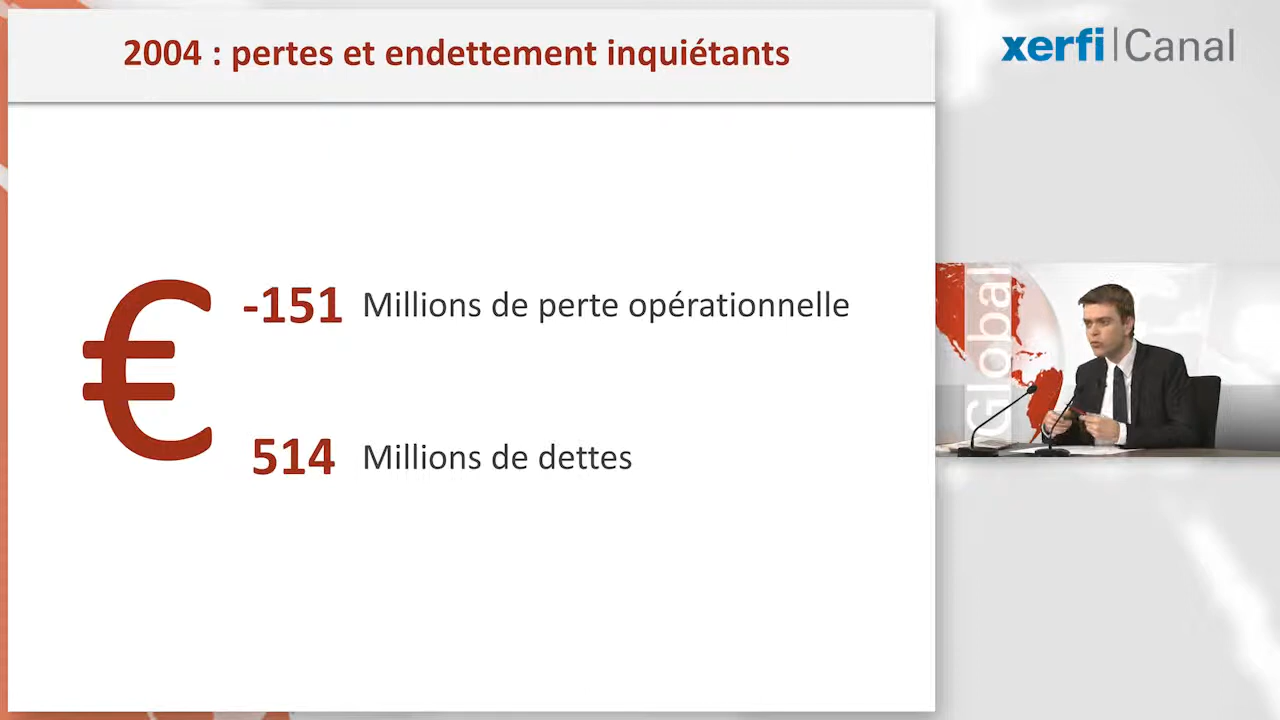 2004 : pertes et endettement inquiétants
xerfi Canal
€
-151 Millions de perte opérationnelle
514 Millions de dettes
Global